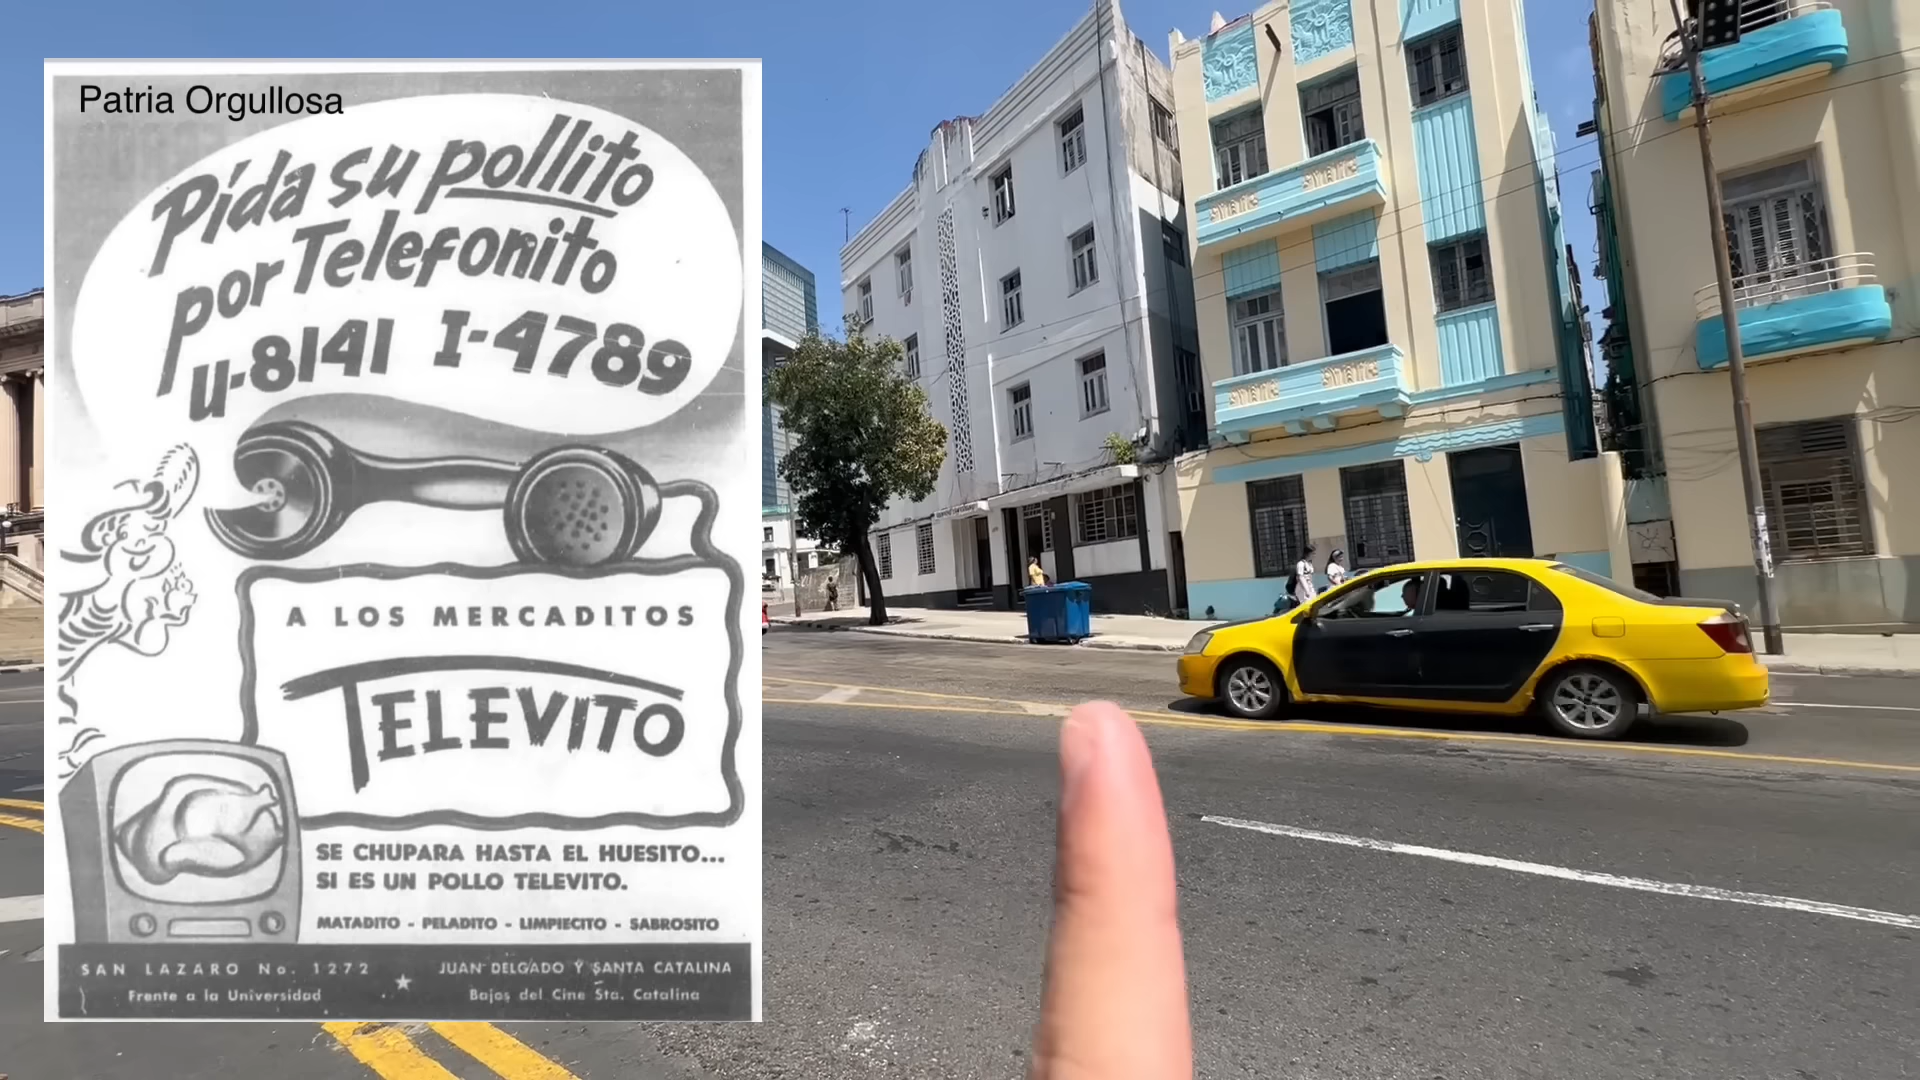 Patria Orgullosa
Pida su pollito
por Telefonito
U-8141 I-4789
A LOS MERCADITOS
TELEVITO
SE CHUPARA HASTA EL HUESITO...
SI ES UN POLLO TELEVITO.
MATADITO - PELADITO - LIMPIECITO - SABROSITO
SAN LAZARO No. 1272
Frente a la Universidad
JUAN DELGADO Y SANTA CATALINA
Bajos del Cine Sta. Catalina